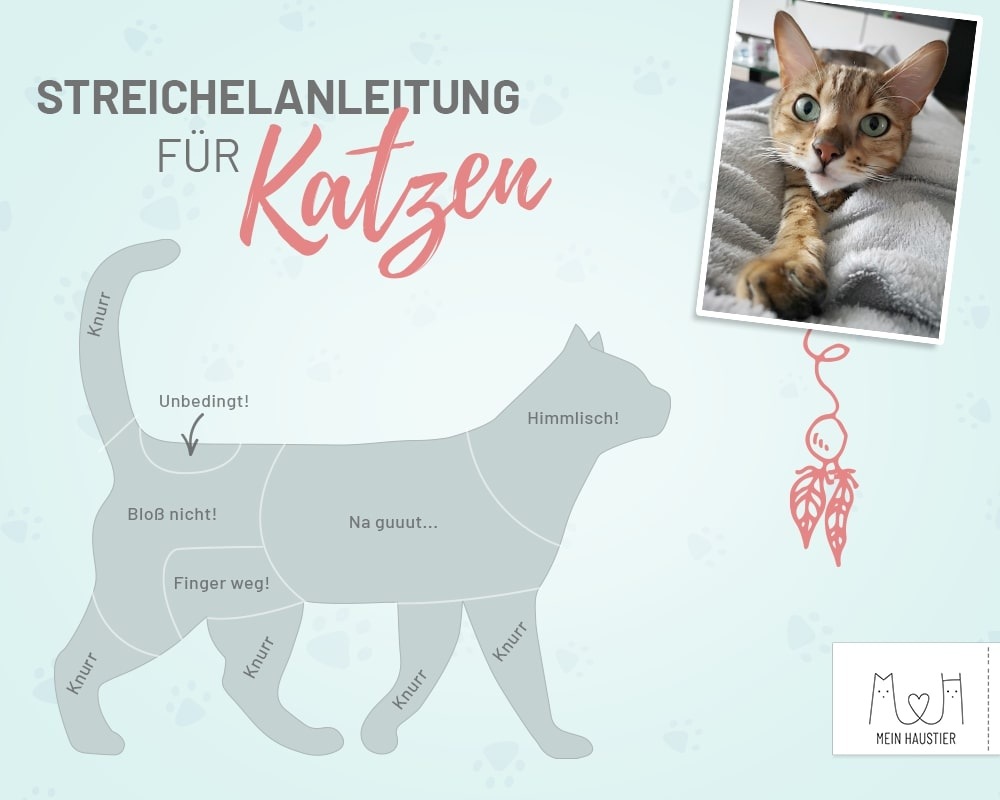 STREICHELANLEITUNG
FÜR Katzen
Knurr
Unbedingt!
Himmlisch!
Bloß nicht!
Na guuut...
Finger weg!
Knurr
Knurr
Knurr
Knurr
MEIN HAUSTIER